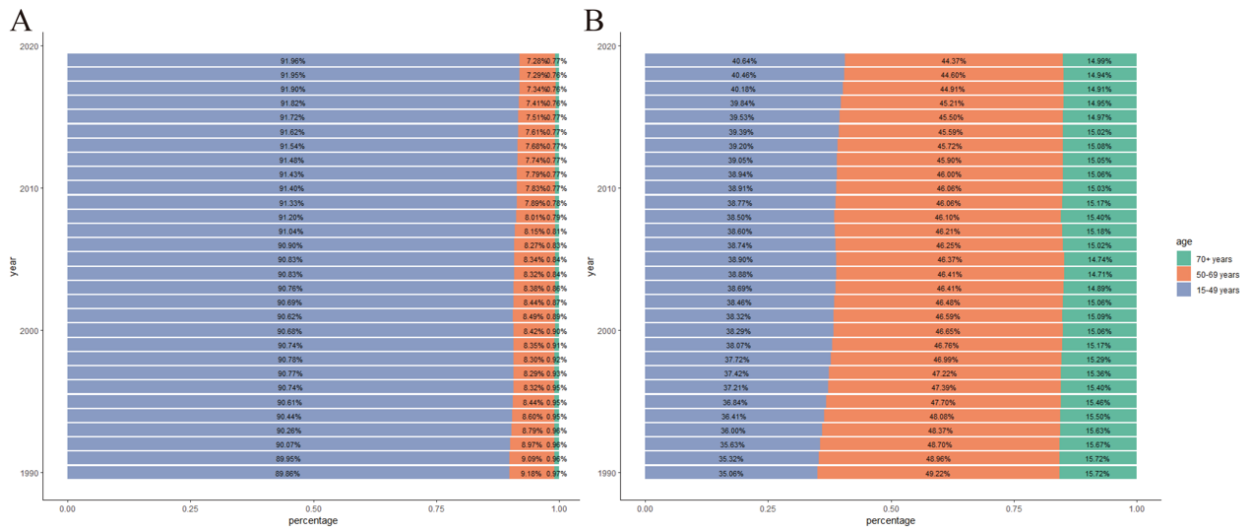 A
B
2020
91.96% 7.28% 0.77%
91.95% 7.29% 0.76%
91.90% 7.34% 0.76%
91.82% 7.41% 0.76%
91.72% 7.51% 0.77%
91.62% 7.61% 0.77%
91.54% 7.68% 0.77%
91.48% 7.74% 0.77%
91.43% 7.79% 0.77%
2010
91.40% 7.83% 0.77%
91.33% 7.89% 0.78%
91.20% 8.01% 0.79%
91.04% 8.15% 0.81%
90.90% 8.27% 0.83%
90.83% 8.34% 0.84%
90.83% 8.32% 0.84%
90.76% 8.38% 0.86%
90.69% 8.44% 0.87%
90.62% 8.49% 0.89%
2000
90.68% 8.42% 0.90%
90.74% 8.35% 0.91%
90.78% 8.30% 0.92%
90.77% 8.29% 0.93%
90.74% 8.32% 0.95%
90.61% 8.44% 0.95%
90.44% 8.60% 0.95%
90.26% 8.79% 0.96%
90.07% 8.97% 0.96%
89.95% 9.09% 0.96%
1990
89.86% 9.18% 0.97%
year
0.00 0.25 0.50 0.75 1.00
percentage
2020
40.64% 44.37% 14.99%
40.46% 44.60% 14.94%
40.18% 44.91% 14.91%
39.84% 45.21% 14.95%
39.53% 45.50% 14.97%
39.39% 45.59% 15.02%
39.20% 45.72% 15.08%
39.05% 45.90% 15.05%
38.94% 46.00% 15.06%
2010
38.91% 46.06% 15.03%
38.77% 46.06% 15.17%
38.50% 46.10% 15.40%
38.60% 46.21% 15.18%
38.74% 46.25% 15.02%
38.90% 46.37% 14.74%
38.88% 46.41% 14.71%
38.69% 46.41% 14.89%
38.46% 46.48% 15.06%
38.32% 46.59% 15.09%
2000
38.29% 46.65% 15.06%
38.07% 46.76% 15.17%
37.72% 46.99% 15.29%
37.42% 47.22% 15.36%
37.21% 47.39% 15.40%
36.84% 47.70% 15.46%
36.41% 48.08% 15.50%
36.00% 48.37% 15.63%
35.63% 48.70% 15.67%
35.32% 48.96% 15.72%
1990
35.06% 49.22% 15.72%
year
0.00 0.25 0.50 0.75 1.00
percentage
age
70+ years
50-69 years
15-49 years